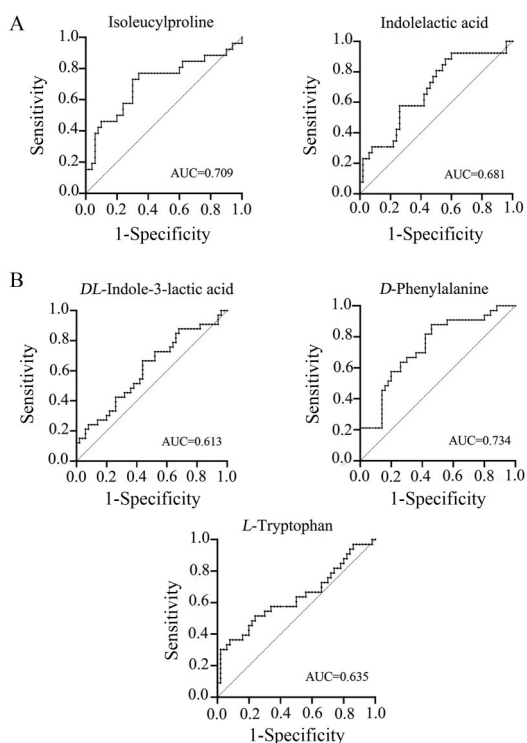 A
Isoleucylproline
Indolelactic acid
Sensitivity
1.0
0.8
0.6
0.4
0.2
0.0
AUC=0.709
0.0 0.2 0.4 0.6 0.8 1.0
1-Specificity
Sensitivity
1.0
0.8
0.6
0.4
0.2
0.0
AUC=0.681
0.0 0.2 0.4 0.6 0.8 1.0
1-Specificity
B
DL-Indole-3-lactic acid
D-Phenylalanine
Sensitivity
1.0
0.8
0.6
0.4
0.2
0.0
AUC=0.613
0.0 0.2 0.4 0.6 0.8 1.0
1-Specificity
Sensitivity
1.0
0.8
0.6
0.4
0.2
0.0
AUC=0.734
0.0 0.2 0.4 0.6 0.8 1.0
1-Specificity
L-Tryptophan
Sensitivity
1.0
0.8
0.6
0.4
0.2
0.0
AUC=0.635
0.0 0.2 0.4 0.6 0.8 1.0
1-Specificity